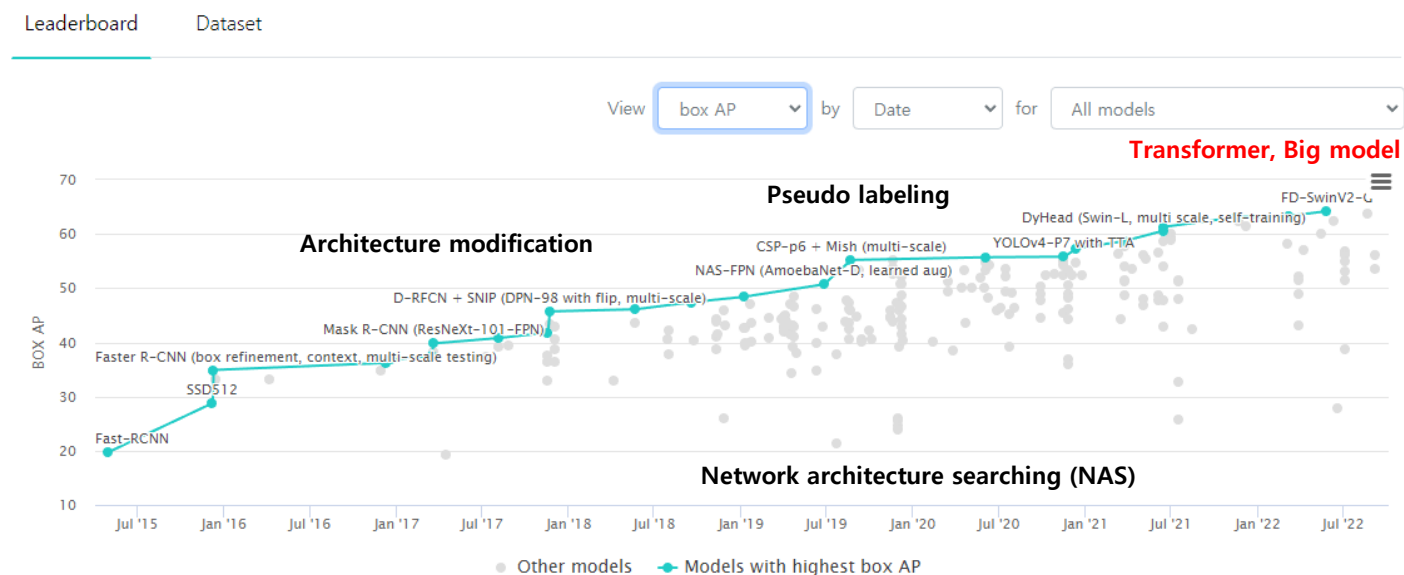 Leaderboard Dataset
View box AP by Date for All models
Transformer, Big model
70
60
50
40
30
20
10
BOX AP
Pseudo labeling
Architecture modification
Network architecture searching (NAS)
FD-SwinV2-G
DyHead (Swin-L, multi scale, self-training)
YOLOv4-P7 with TTA
CSP-p6 + Mish (multi-scale)
NAS-FPN (AmoebaNet-D, learned aug)
D-RFCN + SNIP (DPN-98 with flip, multi-scale)
Mask R-CNN (ResNeXt-101-FPN)
Faster R-CNN (box refinement, context, multi-scale testing)
SSD512
Fast-RCNN
Jul '15 Jan '16 Jul '16 Jan '17 Jul '17 Jan '18 Jul '18 Jan '19 Jul '19 Jan '20 Jul '20 Jan '21 Jul '21 Jan '22 Jul '22
Other models Models with highest box AP